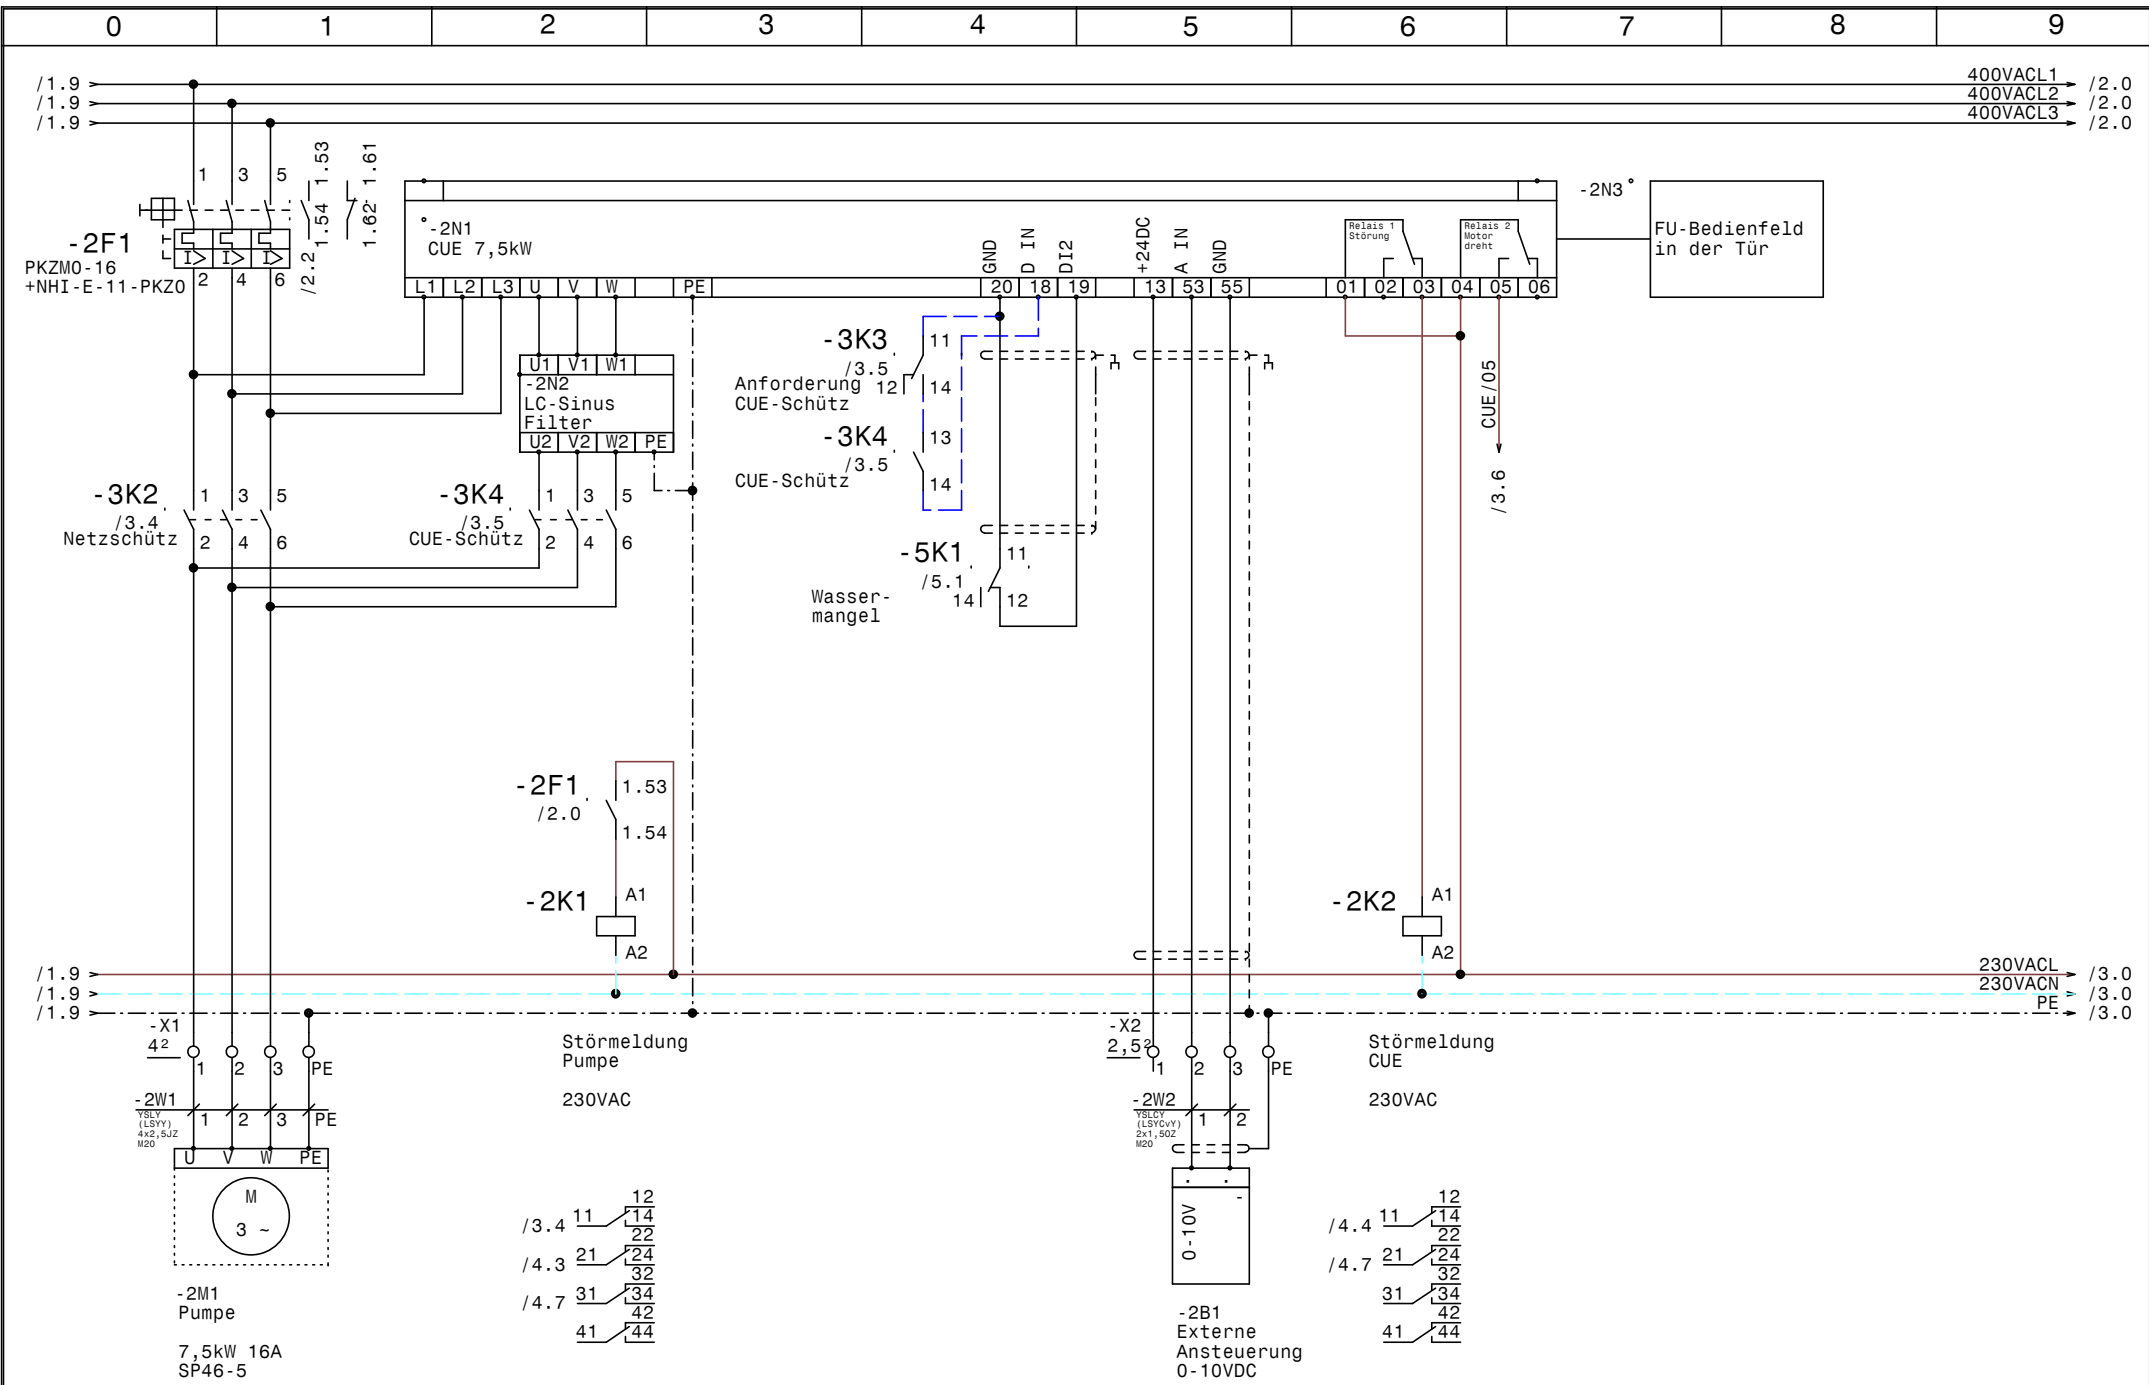 0 1 2 3 4 5 6 7 8 9
/1.9 400VACL1 /2.0
/1.9 400VACL2 /2.0
/1.9 400VACL3 /2.0
1 3 5
1.54 1.53
1.62 1.61
-2F1
PKZM0-16
+NHI-E-11-PKZ0
I> I> I>
2 4 6
/2.2
-2N1
CUE 7,5kW
GND
D IN
DI2
+24DC
A IN
GND
Relais 1
Störung
Relais 2
Motor
dreht
-2N3
FU-Bedienfeld
in der Tür
L1 L2 L3 U V W PE 20 18 19 13 53 55 01 02 03 04 05 06
U1 V1 W1
-2N2
LC-Sinus
Filter
U2 V2 W2 PE
-3K3
/3.5
Anforderung
CUE-Schütz
11
12 14
-3K4
/3.5
CUE-Schütz
13
14
CUE/05
/3.6
-3K2
/3.4
Netzschütz
1 3 5
2 4 6
-3K4
/3.5
CUE-Schütz
1 3 5
2 4 6
-5K1
/5.1
11
14 12
Wasser-
mangel
-2F1
/2.0
1.53
1.54
-2K1
A1
A2
-2K2
A1
A2
/1.9 230VACL /3.0
/1.9 230VACN /3.0
/1.9 PE /3.0
-X1
4²
1 2 3 PE
Störmeldung
Pumpe
230VAC
-X2
2,5²
1 2 3 PE
Störmeldung
CUE
230VAC
-2W1
YSLY
(LSYY)
4x2,5JZ
M20
1 2 3 PE
U V W PE
M
3 ~
-2M1
Pumpe
7,5kW 16A
SP46-5
-2W2
YSLCY
(LSYCvY)
2x1,5OZ
M20
1 2
-
0-10V
-2B1
Externe
Ansteuerung
0-10VDC
12
/3.4 11 14
22
/4.3 21 24
32
/4.7 31 34
42
41 44
12
/4.4 11 14
22
/4.7 21 24
32
31 34
42
41 44